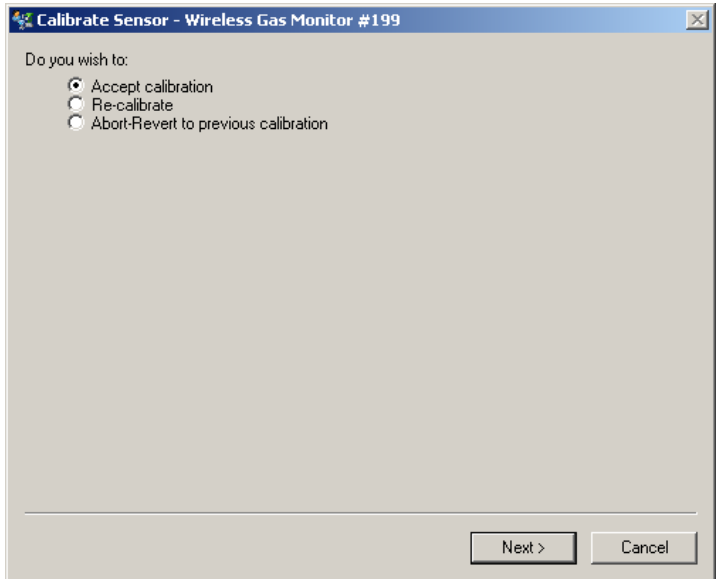 Calibrate Sensor - Wireless Gas Monitor #199
Do you wish to:
Accept calibration
Re-calibrate
Abort-Revert to previous calibration
Next >
Cancel